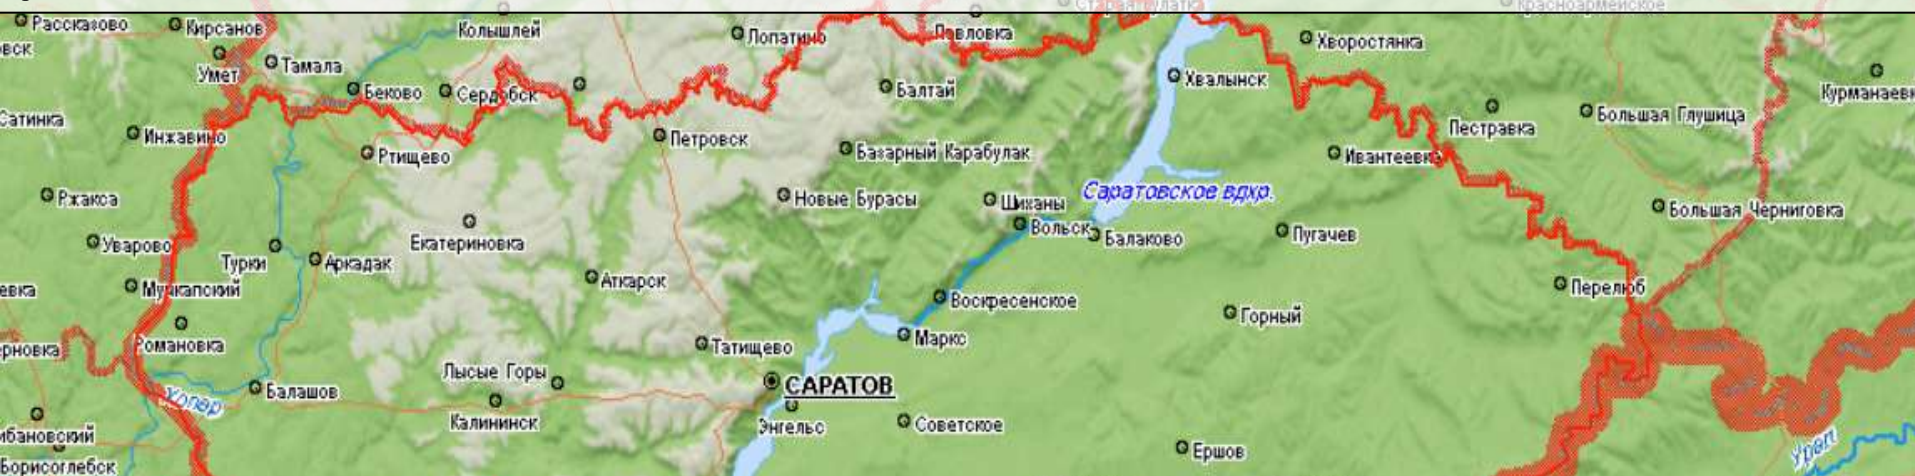 Красноармейское
Рассказово
Кирсанов
Колышлей
Лопатино
Павловка
Хворостянка
Умет
Тамала
Беково
Сердобск
Балтай
Хвалынск
Курманаевк
Сатинка
Инжавино
Ртищево
Петровск
Базарный Карабулак
Ивантеевка
Пестравка
Большая Глушица
Ржакса
Новые Бурасы
Шиханы
Саратовское вдхр.
Большая Черниговка
Уварово
Екатериновка
Вольск
Балаково
Пугачев
Турки
Аркадак
Мучкапский
Аткарск
Воскресенское
Горный
Перелюб
Романовка
Татищево
Маркс
Лысые Горы
САРАТОВ
Хопер
Балашов
Калининск
Энгельс
Советское
Ершов
Урал
Борисоглебск